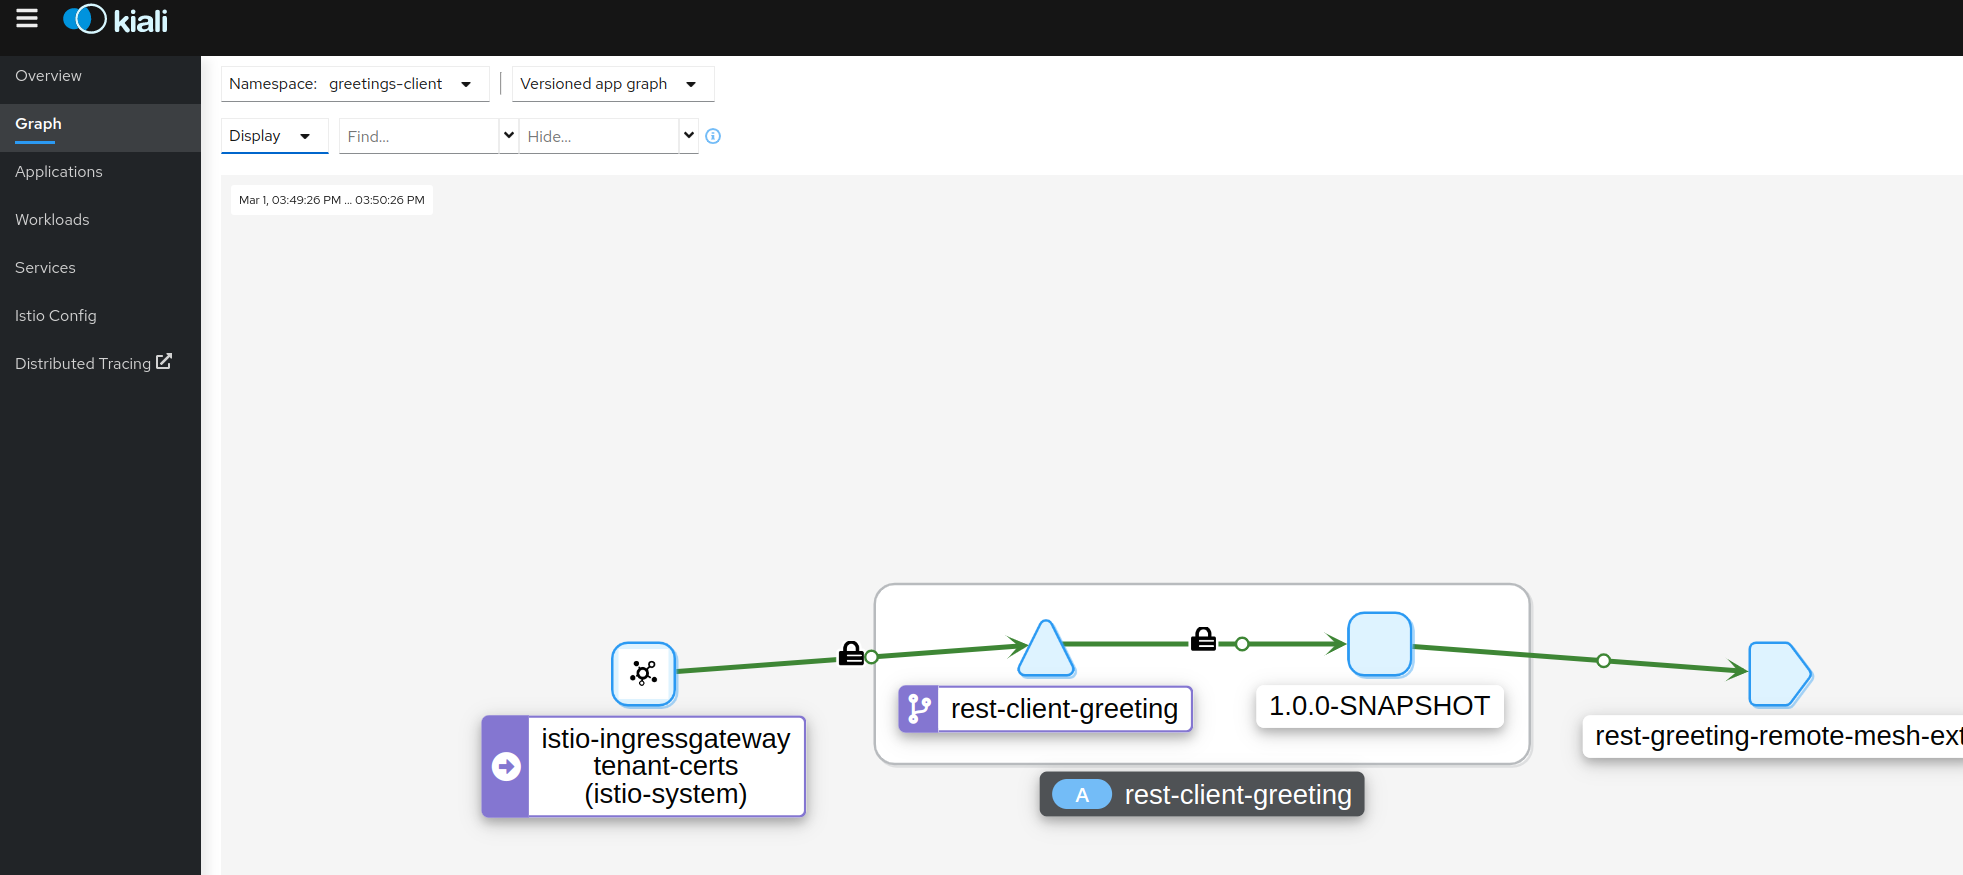 kiali
Overview
Graph
Applications
Workloads
Services
Istio Config
Distributed Tracing
Namespace: greetings-client
Versioned app graph
Display
Find...
Hide...
Mar 1, 03:49:26 PM ... 03:50:26 PM
istio-ingressgateway
tenant-certs
(istio-system)
rest-client-greeting
1.0.0-SNAPSHOT
A rest-client-greeting
rest-greeting-remote-mesh-ext